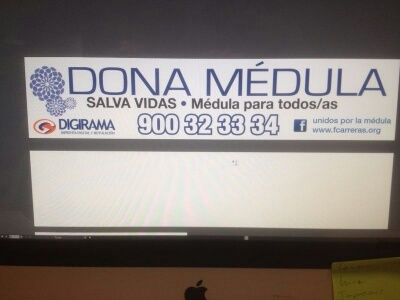 DONA MÉDULA
SALVA VIDAS • Médula para todos/as
DIGIRAMA
900 32 33 34
unidos por la médula
www.fcarreras.org